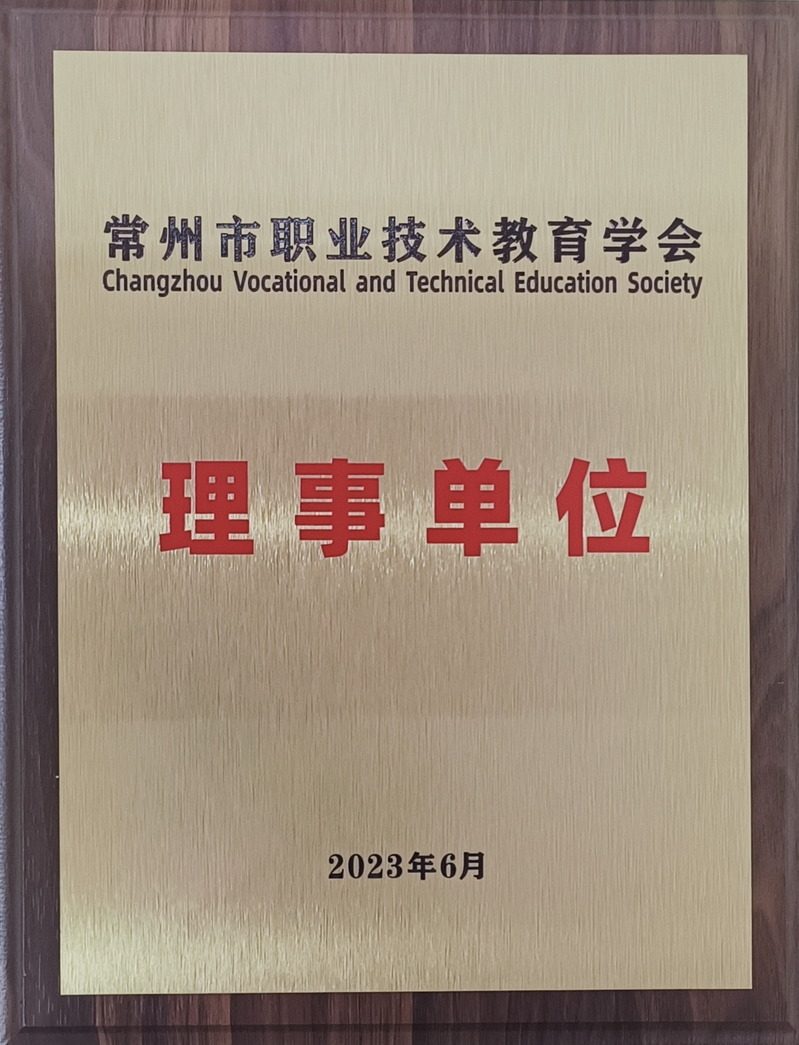 常州市职业技术教育学会
Changzhou Vocational and Technical Education Society
理事单位
2023年6月